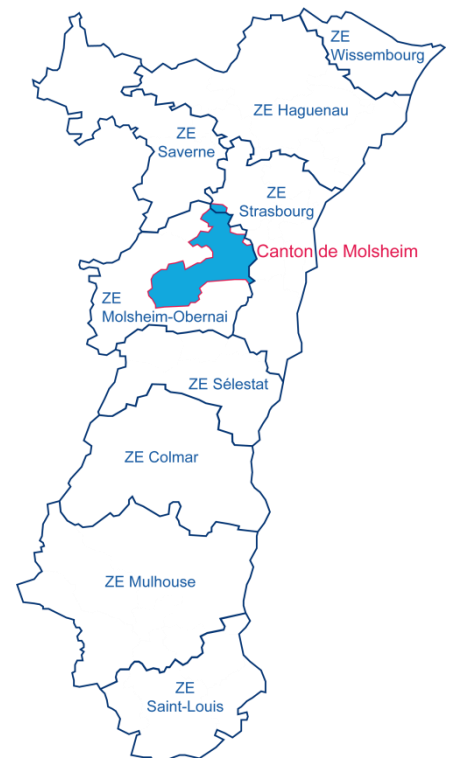 ZE
Wissembourg
ZE Haguenau
ZE
Saverne
ZE
Strasbourg
Canton de Molsheim
ZE
Molsheim-Obernai
ZE Sélestat
ZE Colmar
ZE Mulhouse
ZE
Saint-Louis